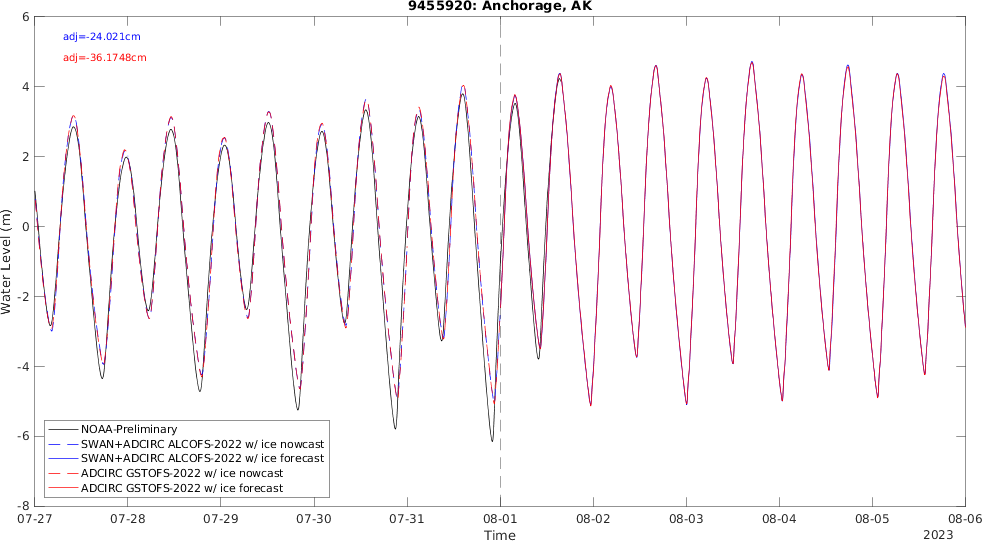 9455920: Anchorage, AK
adj=-24.021cm
adj=-36.1748cm
Water Level (m)
6
4
2
0
-2
-4
-6
-8
NOAA-Preliminary
SWAN+ADCIRC ALCOFS-2022 w/ ice nowcast
SWAN+ADCIRC ALCOFS-2022 w/ ice forecast
ADCIRC GSTOFS-2022 w/ ice nowcast
ADCIRC GSTOFS-2022 w/ ice forecast
07-27 07-28 07-29 07-30 07-31 08-01 08-02 08-03 08-04 08-05 08-06
Time
2023